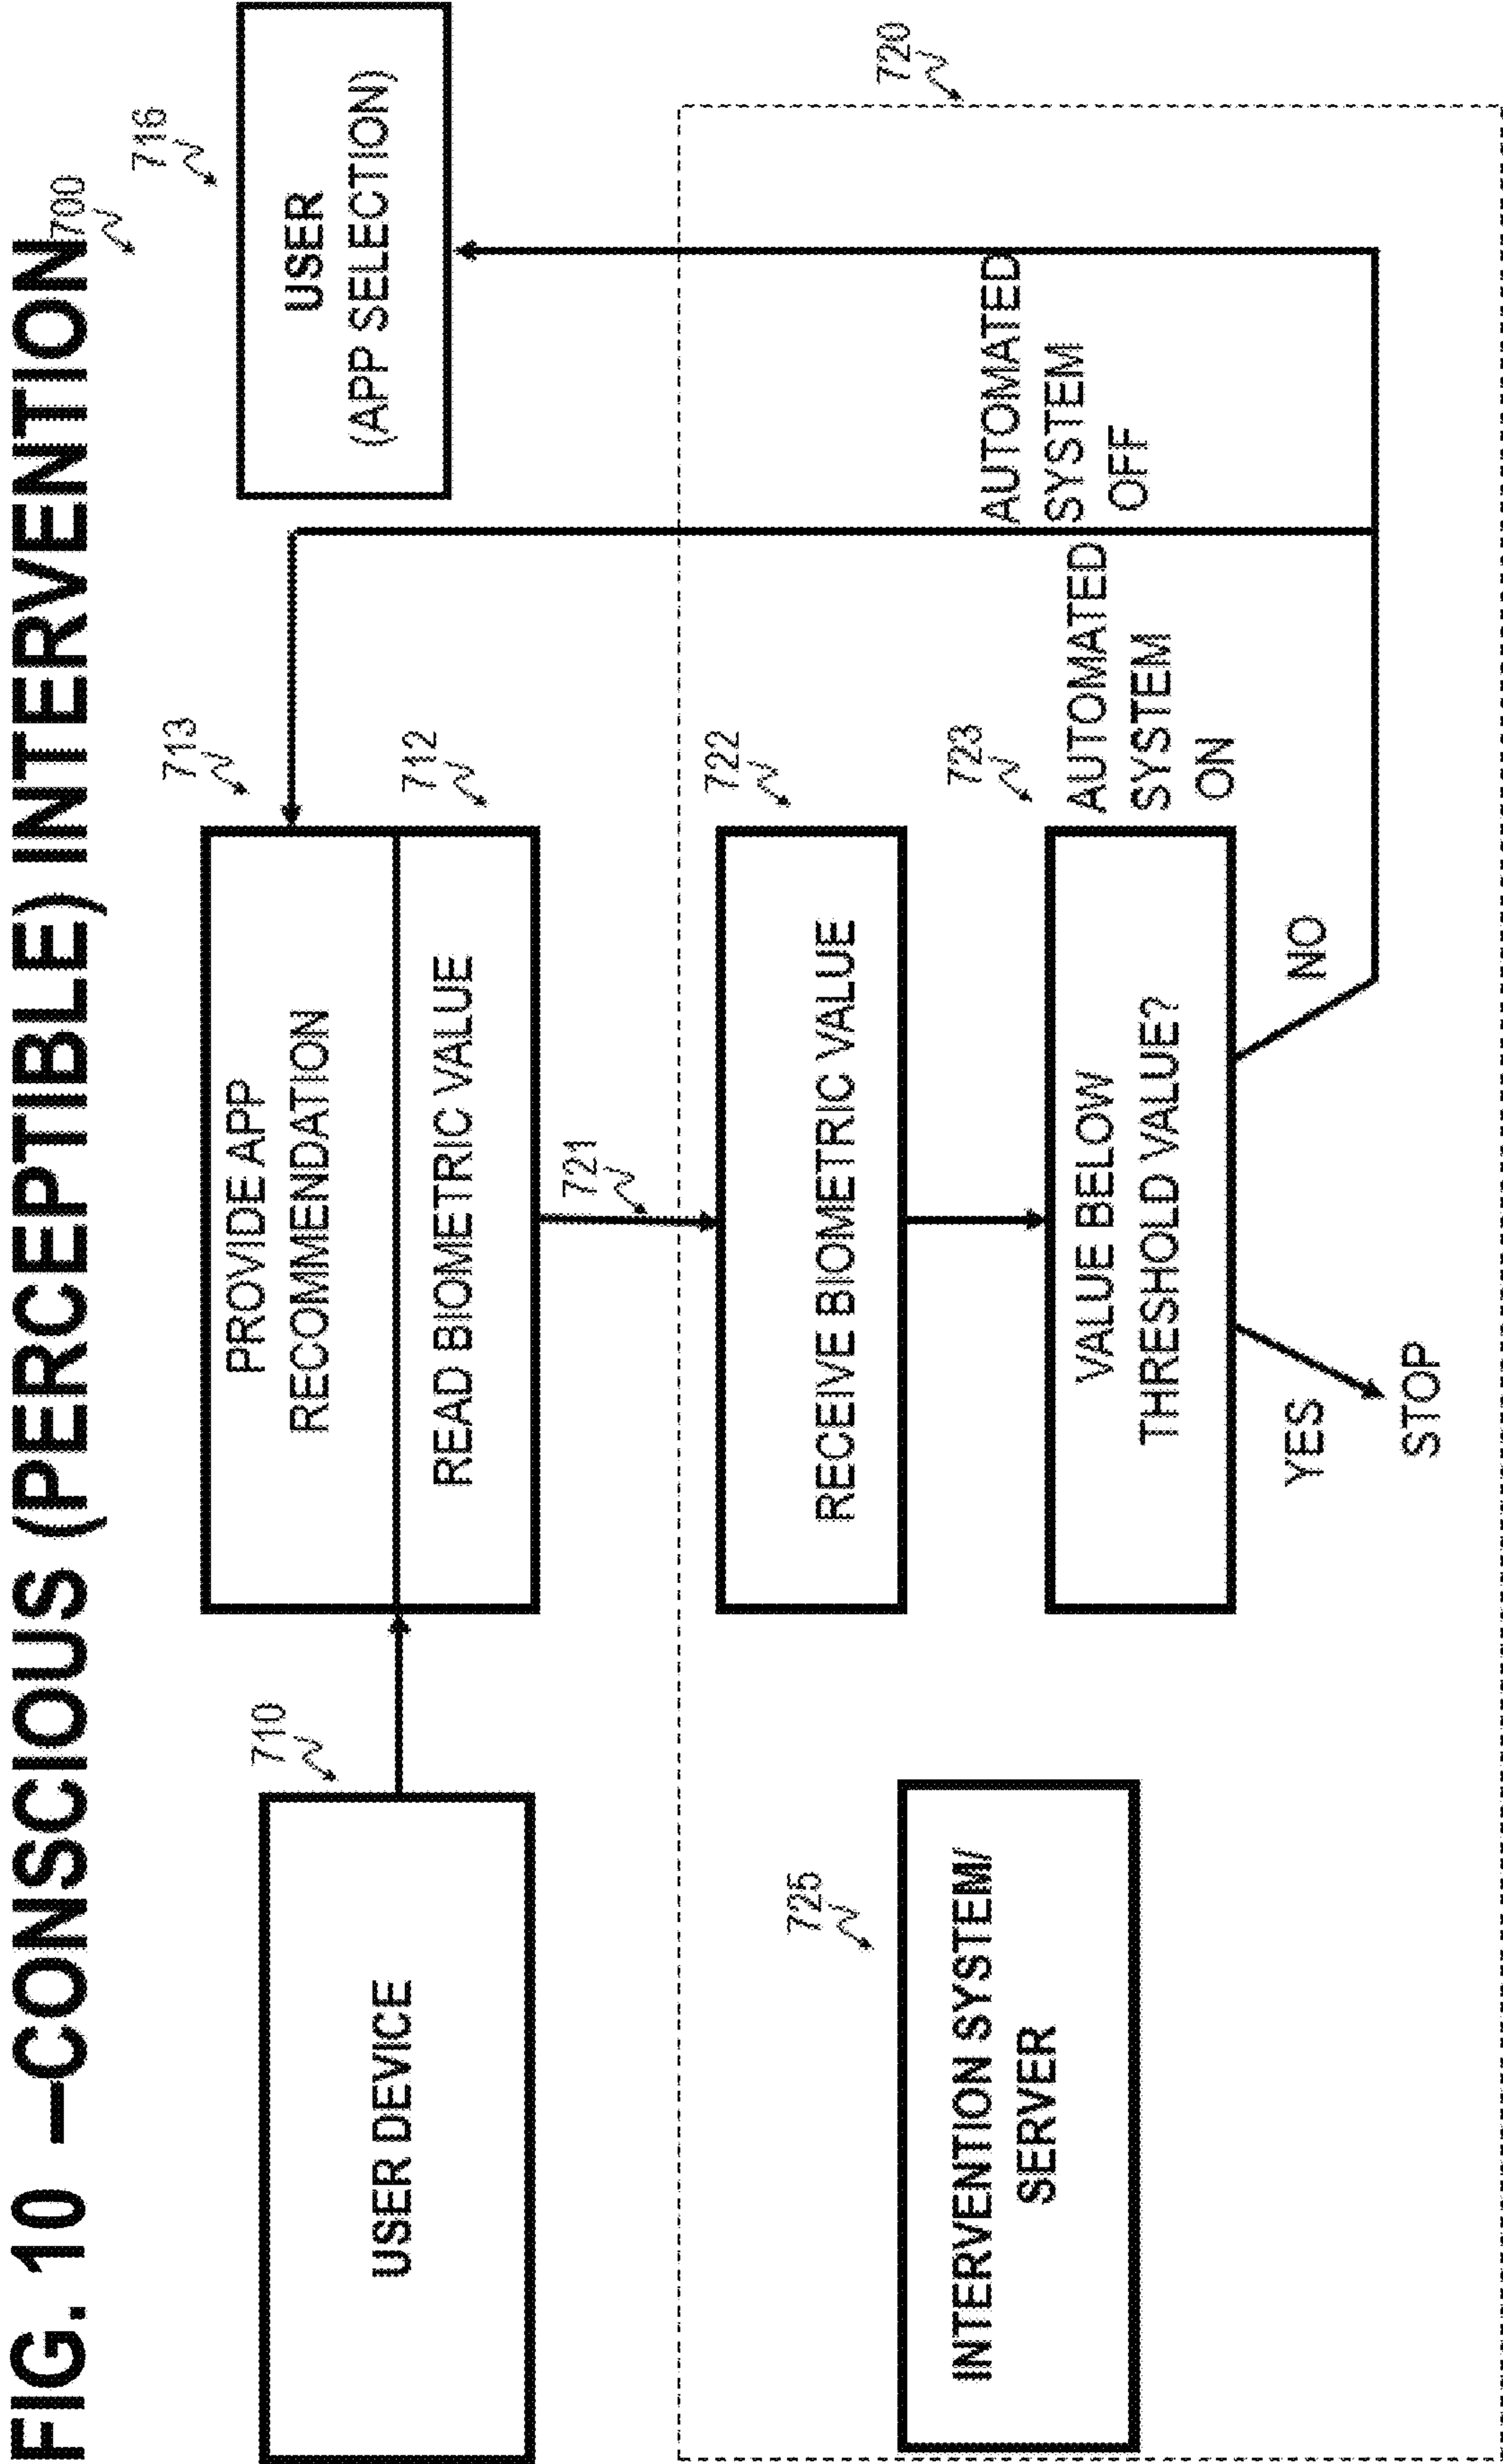 FIG. 10 –CONSCIOUS (PERCEPTIBLE) INTERVENTION
700
716
USER
(APP SELECTION)
713
PROVIDE APP
RECOMMENDATION
712
READ BIOMETRIC VALUE
710
USER DEVICE
720
721
722
RECEIVE BIOMETRIC VALUE
723
VALUE BELOW
THRESHOLD VALUE?
AUTOMATED
SYSTEM
ON
AUTOMATED
SYSTEM
OFF
NO
YES
STOP
725
INTERVENTION SYSTEM/
SERVER